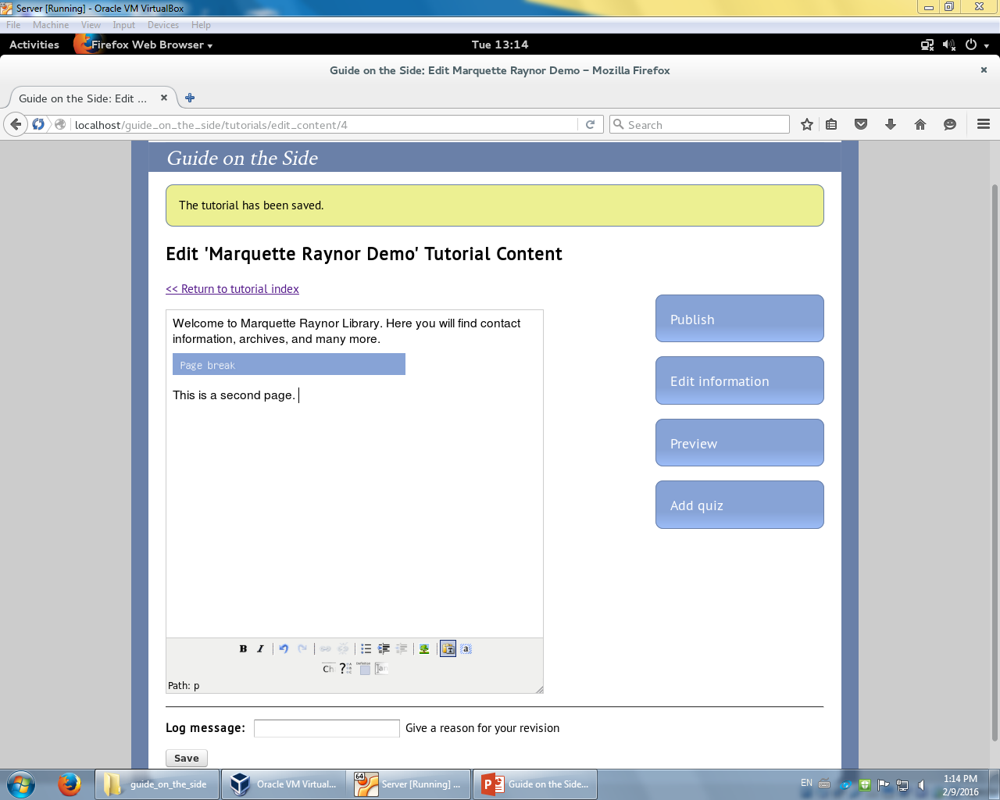 Server [Running] - Oracle VM VirtualBox
File Machine View Input Devices Help
Activities Firefox Web Browser Tue 13:14
Guide on the Side: Edit Marquette Raynor Demo – Mozilla Firefox
Guide on the Side: Edit ...
localhost/guide_on_the_side/tutorials/edit_content/4 Search
Guide on the Side
The tutorial has been saved.
Edit 'Marquette Raynor Demo' Tutorial Content
<< Return to tutorial index
Publish
Edit information
Preview
Add quiz
Welcome to Marquette Raynor Library. Here you will find contact
information, archives, and many more.
Page break
This is a second page.
Path: p
Log message: Give a reason for your revision
Save
guide_on_the_side Oracle VM Virtual... Server [Running] ... Guide on the Side... EN 1:14 PM
2/9/2016